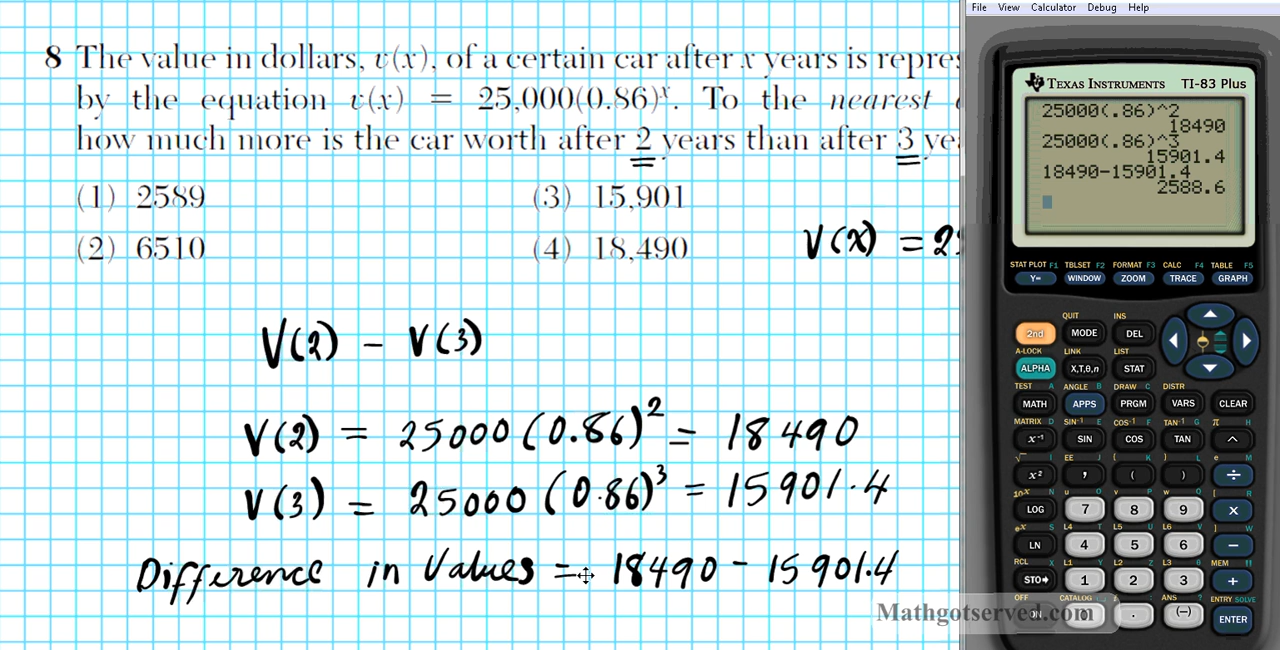 File View Calculator Debug Help
8 The value in dollars, v(x), of a certain car after x years is
by the equation v(x) = 25,000(0.86)ˣ. To the nearest
how much more is the car worth after 2 years than after 3
(1) 2589 (3) 15,901
(2) 6510 (4) 18,490
V(x) =
V(2) - V(3)
V(2) = 25000(0.86)² = 18490
V(3) = 25000(0.86)³ = 15901.4
Difference in Values = 18490 - 15901.4
Mathgotserved.com
TEXAS INSTRUMENTS TI-83 Plus
25000(.86)^2
18490
25000(.86)^3
15901.4
18490-15901.4
2588.6
STAT PLOT F1 TBLSET F2 FORMAT F3 CALC F4 TABLE F5
Y= WINDOW ZOOM TRACE GRAPH
QUIT INS
2nd MODE DEL
A-LOCK LINK LIST
ALPHA X,T,θ,n STAT
TEST A ANGLE B DRAW C DISTR
MATH APPS PRGM VARS CLEAR
MATRIX D SIN⁻¹ E COS⁻¹ F TAN⁻¹ G π H
x⁻¹ SIN COS TAN ^
√ I EE J { K } L e M
x² , ( ) ÷
10ˣ N u O v P w Q [ R
LOG 7 8 9 X
eˣ S L4 T L5 U L6 V ] W
LN 4 5 6 −
RCL X L1 Y L2 Z L3 θ MEM "
STO 1 2 3 +
OFF CATALOG ANS ? ENTRY SOLVE
ON 0 . (−) ENTER